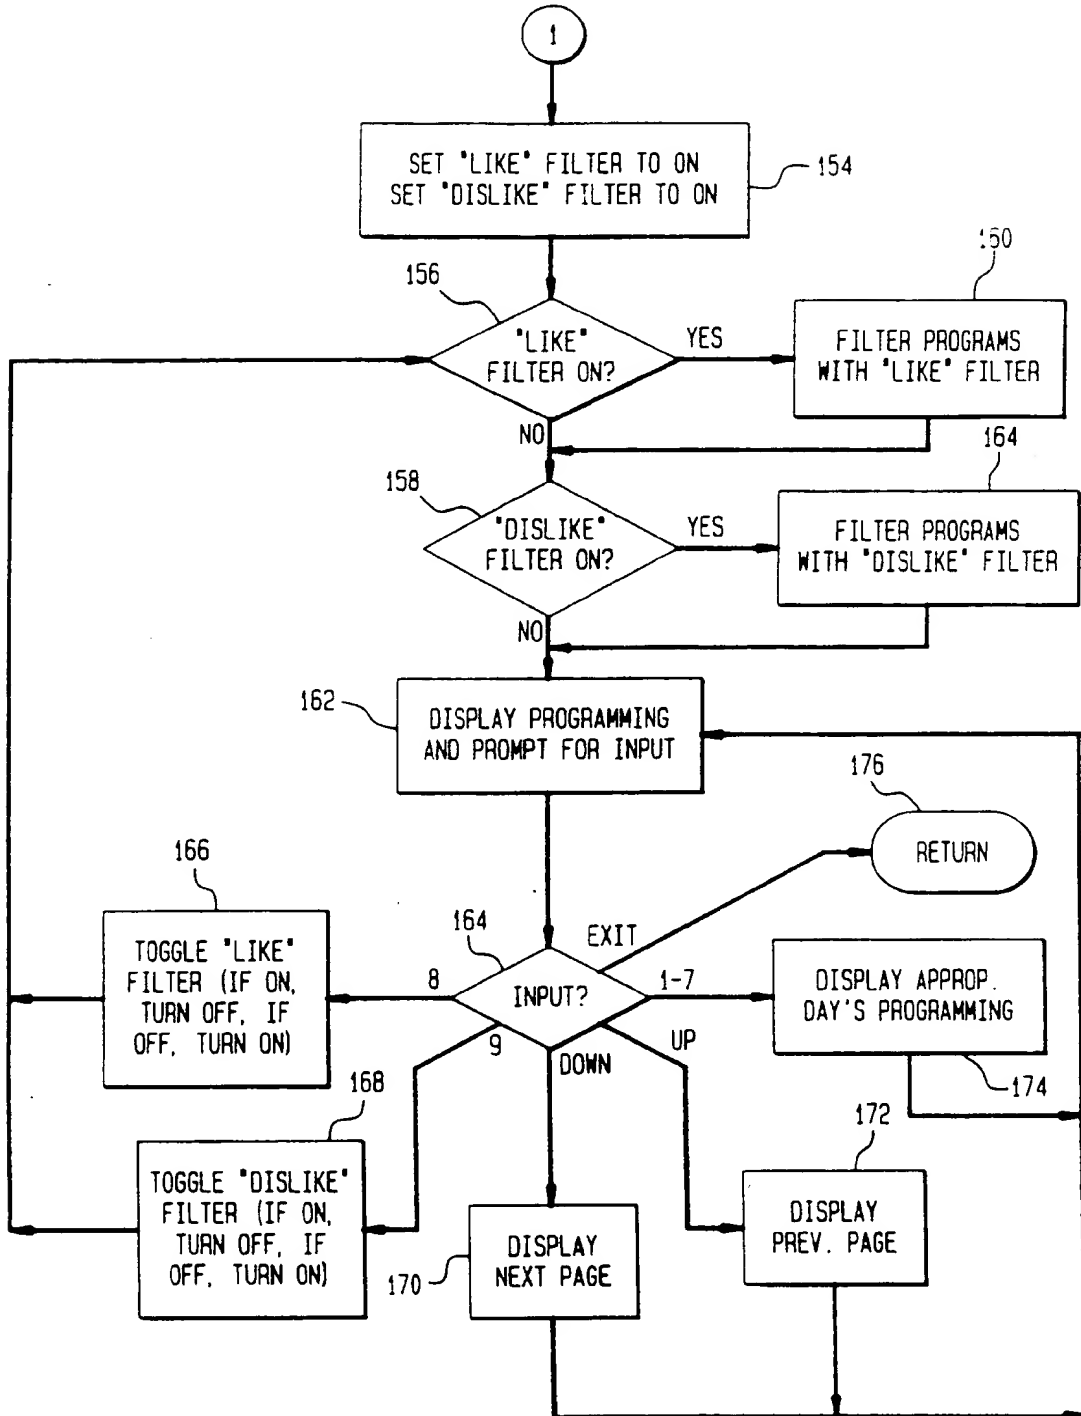 1
SET "LIKE" FILTER TO ON
SET "DISLIKE" FILTER TO ON
154
156
"LIKE"
FILTER ON?
YES
160
FILTER PROGRAMS
WITH "LIKE" FILTER
NO
158
"DISLIKE"
FILTER ON?
YES
164
FILTER PROGRAMS
WITH "DISLIKE" FILTER
NO
162
DISPLAY PROGRAMMING
AND PROMPT FOR INPUT
176
RETURN
166
TOGGLE "LIKE"
FILTER (IF ON,
TURN OFF, IF
OFF, TURN ON)
164
INPUT?
8
EXIT
1-7
9
DOWN
UP
DISPLAY APPROP.
DAY'S PROGRAMMING
174
168
TOGGLE "DISLIKE"
FILTER (IF ON,
TURN OFF, IF
OFF, TURN ON)
170
DISPLAY
NEXT PAGE
172
DISPLAY
PREV. PAGE